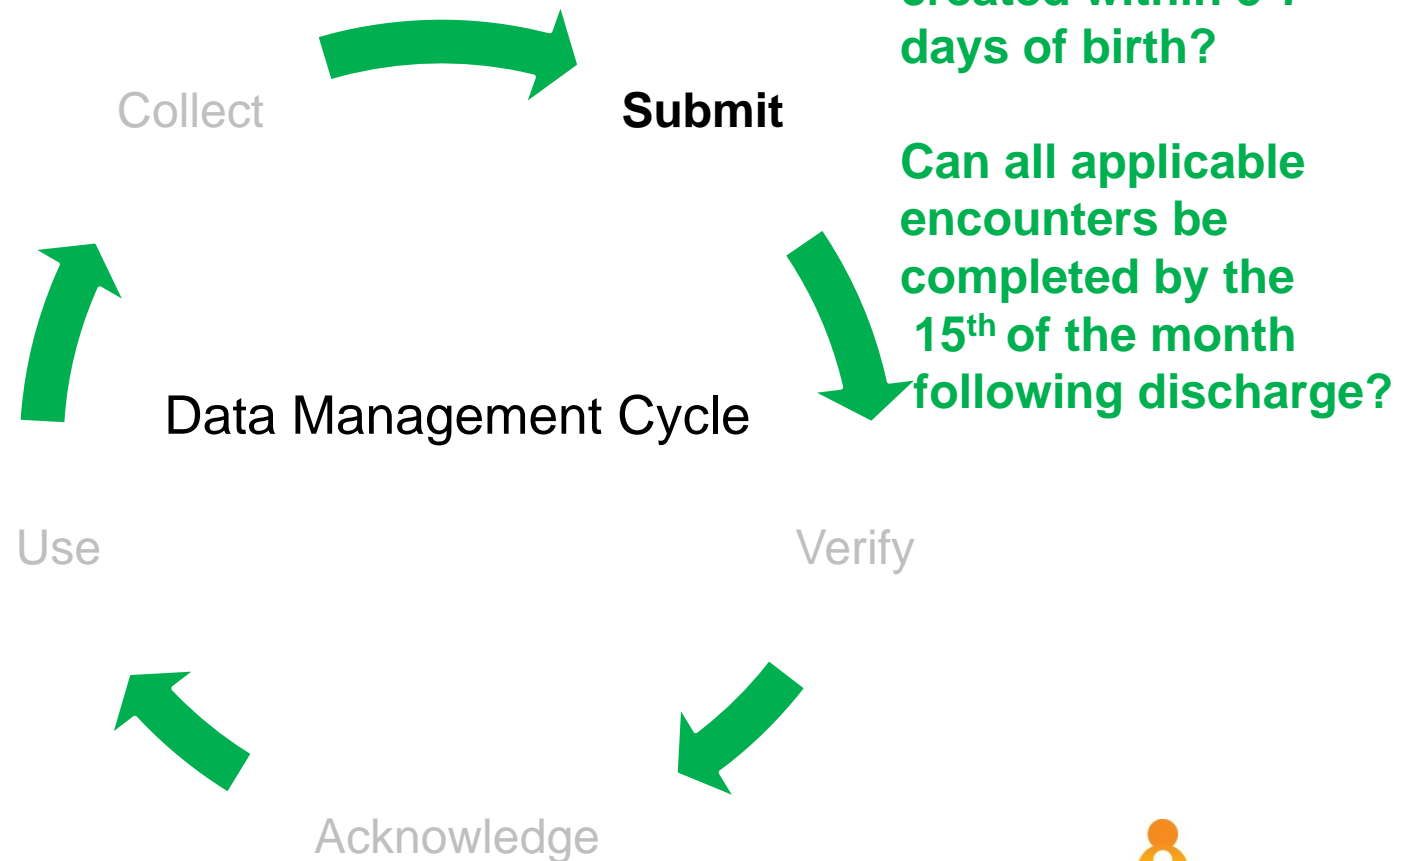 days of birth?
Collect
Submit
Can all applicable
encounters be
completed by the
15th of the month
following discharge?
Data Management Cycle
Use
Verify
Acknowledge